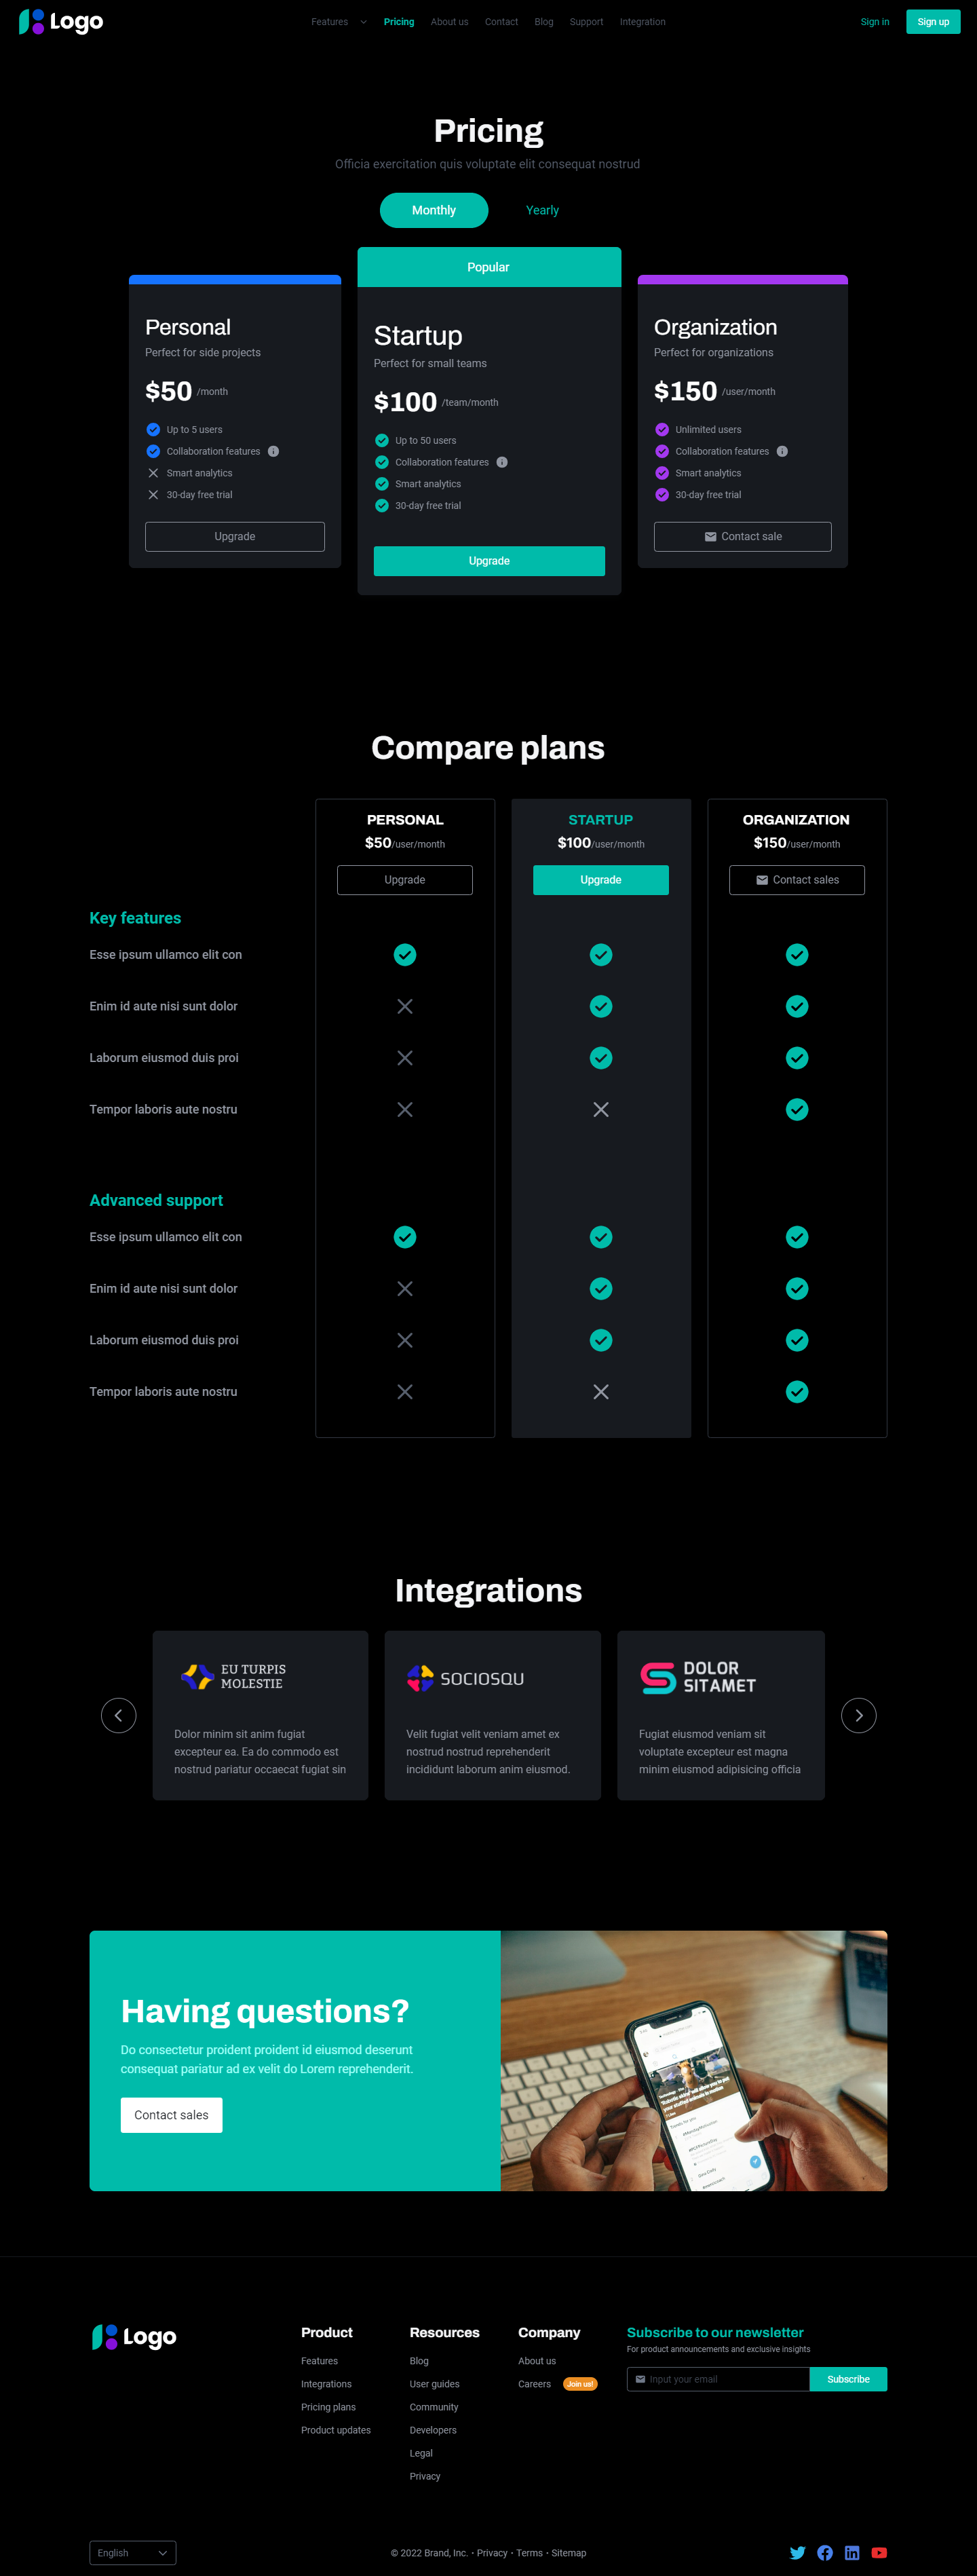 Logo
Features Pricing About us Contact Blog Support Integration
Sign in Sign up
Pricing
Officia exercitation quis voluptate elit consequat nostrud
Monthly Yearly
Personal
Perfect for side projects
$50 /month
Up to 5 users
Collaboration features
Smart analytics
30-day free trial
Upgrade
Popular
Startup
Perfect for small teams
$100 /team/month
Up to 50 users
Collaboration features
Smart analytics
30-day free trial
Upgrade
Organization
Perfect for organizations
$150 /user/month
Unlimited users
Collaboration features
Smart analytics
30-day free trial
Contact sale
Compare plans
PERSONAL
$50/user/month
Upgrade
STARTUP
$100/user/month
Upgrade
ORGANIZATION
$150/user/month
Contact sales
Key features
Esse ipsum ullamco elit con
Enim id aute nisi sunt dolor
Laborum eiusmod duis proi
Tempor laboris aute nostru
Advanced support
Esse ipsum ullamco elit con
Enim id aute nisi sunt dolor
Laborum eiusmod duis proi
Tempor laboris aute nostru
Integrations
EU TURPIS
MOLESTIE
Dolor minim sit anim fugiat
excepteur ea. Ea do commodo est
nostrud pariatur occaecat fugiat sin
SOCIOSQU
Velit fugiat velit veniam amet ex
nostrud nostrud reprehenderit
incididunt laborum anim eiusmod.
DOLOR
SITAMET
Fugiat eiusmod veniam sit
voluptate excepteur est magna
minim eiusmod adipisicing officia
Having questions?
Do consectetur proident proident id eiusmod deserunt
consequat pariatur ad ex velit do Lorem reprehenderit.
Contact sales
Trends for you
#MondayMotivation
Logo
Product
Features
Integrations
Pricing plans
Product updates
Resources
Blog
User guides
Community
Developers
Legal
Privacy
Company
About us
Careers Join us!
Subscribe to our newsletter
For product announcements and exclusive insights
Input your email Subscribe
English
© 2022 Brand, Inc. • Privacy • Terms • Sitemap